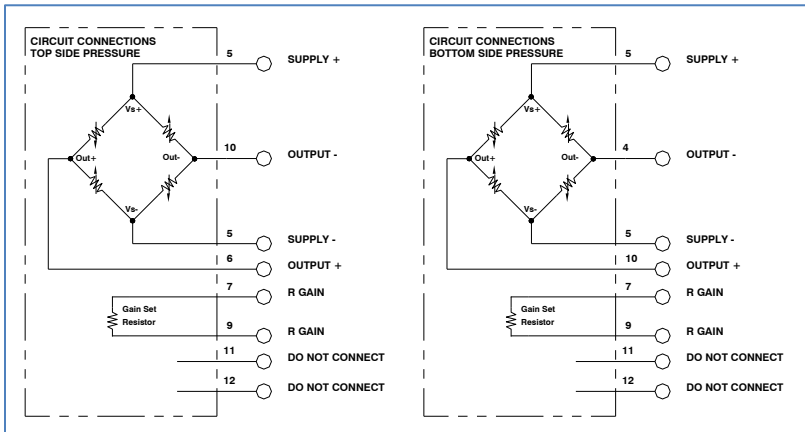 CIRCUIT CONNECTIONS
TOP SIDE PRESSURE
5
SUPPLY +
Vs+
Out+
Out-
10
OUTPUT -
Vs-
5
SUPPLY -
6
OUTPUT +
7
R GAIN
Gain Set
Resistor
9
R GAIN
11
DO NOT CONNECT
12
DO NOT CONNECT
CIRCUIT CONNECTIONS
BOTTOM SIDE PRESSURE
5
SUPPLY +
Vs+
Out+
Out-
4
OUTPUT -
Vs-
5
SUPPLY -
10
OUTPUT +
7
R GAIN
Gain Set
Resistor
9
R GAIN
11
DO NOT CONNECT
12
DO NOT CONNECT